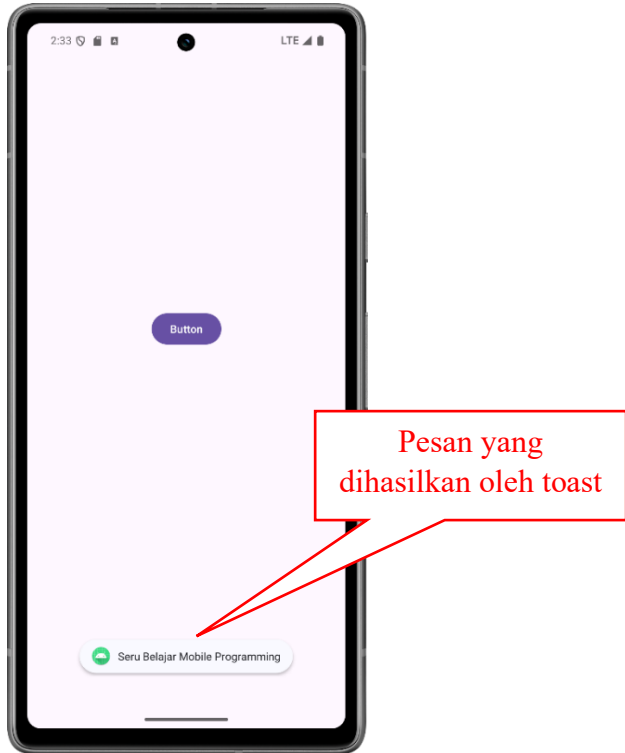 2:33
LTE
Button
Pesan yang
dihasilkan oleh toast
Seru Belajar Mobile Programming